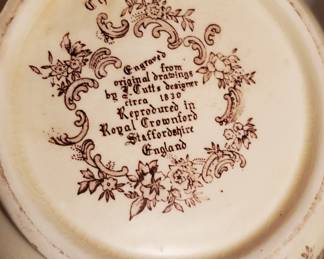 Engraved
from
original drawings
by J. Cutts designer
circa 1830
Reproduced in
Royal Crownford
Staffordshire
England